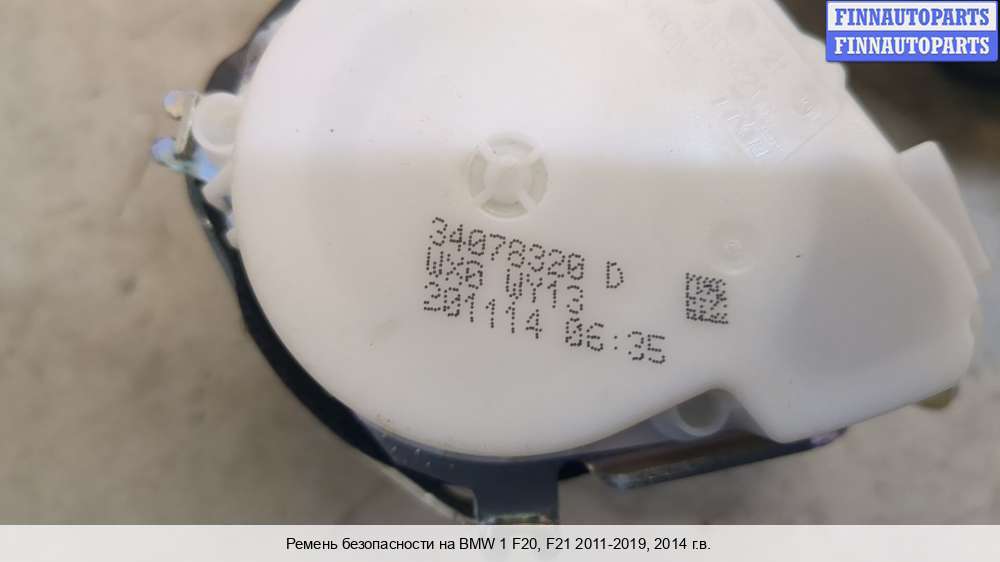 FINNAUTOPARTS
FINNAUTOPARTS
34078320 D
WX0 WY13
201114 06:35
Ремень безопасности на BMW 1 F20, F21 2011-2019, 2014 г.в.